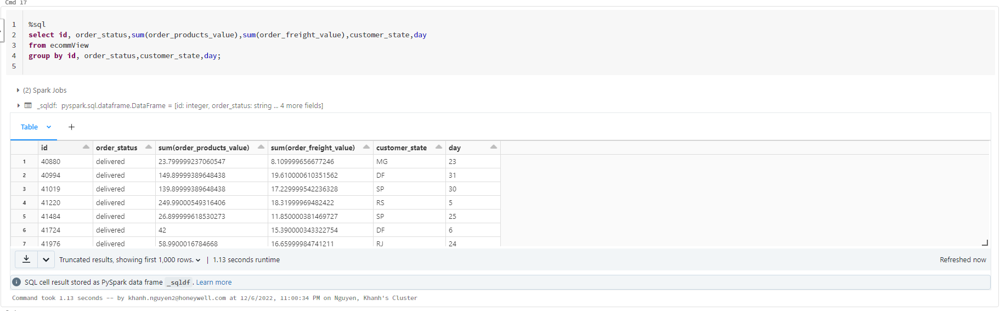 Cmd 17
1 %sql
2 select id, order_status,sum(order_products_value),sum(order_freight_value),customer_state,day
3 from ecommView
4 group by id, order_status,customer_state,day;
5
(2) Spark Jobs
_sqldf: pyspark.sql.dataframe.DataFrame = [id: integer, order_status: string ... 4 more fields]
Table +
id order_status sum(order_products_value) sum(order_freight_value) customer_state day
1 40880 delivered 23.799999237060547 8.109999656677246 MG 23
2 40994 delivered 149.89999389648438 19.610000610351562 DF 31
3 41019 delivered 139.89999389648438 17.229999542236328 SP 30
4 41220 delivered 249.99000549316406 18.31999969482422 RS 5
5 41484 delivered 26.899999618530273 11.850000381469727 SP 25
6 41724 delivered 42 15.390000343322754 DF 6
7 41976 delivered 58.9900016784668 16.65999984741211 RJ 24
Truncated results, showing first 1,000 rows. | 1.13 seconds runtime Refreshed now
SQL cell result stored as PySpark data frame _sqldf. Learn more
Command took 1.13 seconds -- by khanh.nguyen2@honeywell.com at 12/6/2022, 11:00:34 PM on Nguyen, Khanh's Cluster